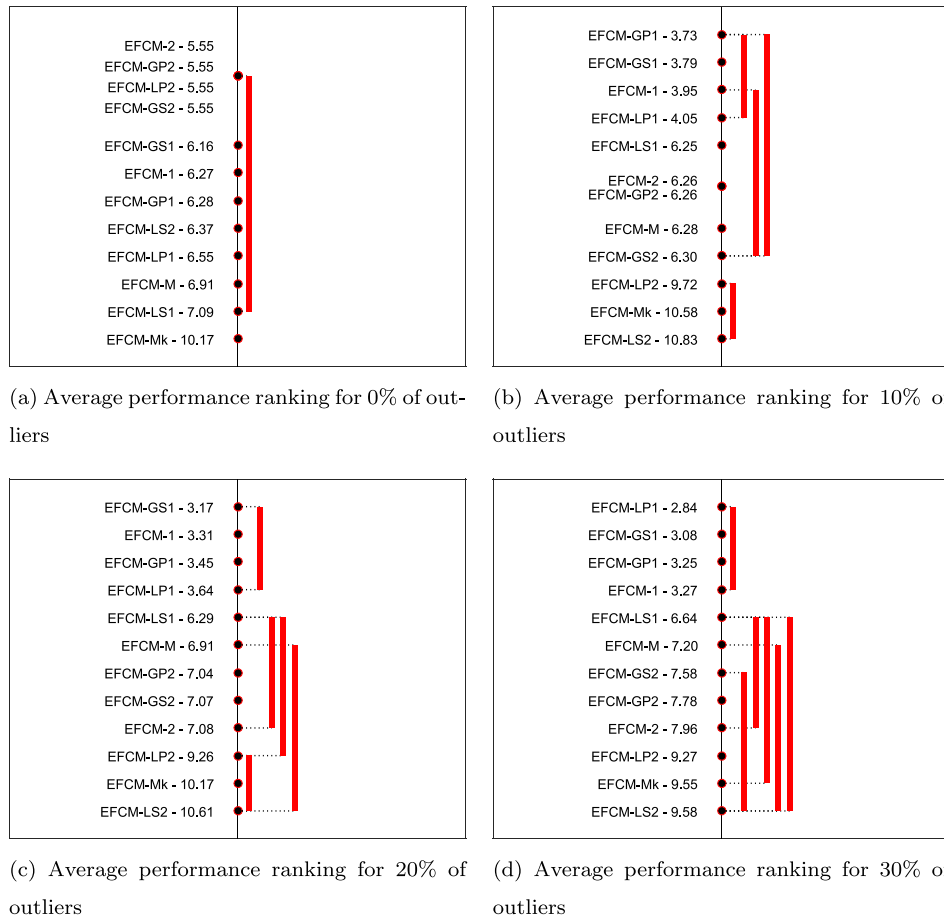 EFCM-2 - 5.55
EFCM-GP2 - 5.55
EFCM-LP2 - 5.55
EFCM-GS2 - 5.55
EFCM-GS1 - 6.16
EFCM-1 - 6.27
EFCM-GP1 - 6.28
EFCM-LS2 - 6.37
EFCM-LP1 - 6.55
EFCM-M - 6.91
EFCM-LS1 - 7.09
EFCM-Mk - 10.17
(a) Average performance ranking for 0% of out-
liers
EFCM-GP1 - 3.73
EFCM-GS1 - 3.79
EFCM-1 - 3.95
EFCM-LP1 - 4.05
EFCM-LS1 - 6.25
EFCM-2 - 6.26
EFCM-GP2 - 6.26
EFCM-M - 6.28
EFCM-GS2 - 6.30
EFCM-LP2 - 9.72
EFCM-Mk - 10.58
EFCM-LS2 - 10.83
(b) Average performance ranking for 10% o
outliers
EFCM-GS1 - 3.17
EFCM-1 - 3.31
EFCM-GP1 - 3.45
EFCM-LP1 - 3.64
EFCM-LS1 - 6.29
EFCM-M - 6.91
EFCM-GP2 - 7.04
EFCM-GS2 - 7.07
EFCM-2 - 7.08
EFCM-LP2 - 9.26
EFCM-Mk - 10.17
EFCM-LS2 - 10.61
(c) Average performance ranking for 20% of
outliers
EFCM-LP1 - 2.84
EFCM-GS1 - 3.08
EFCM-GP1 - 3.25
EFCM-1 - 3.27
EFCM-LS1 - 6.64
EFCM-M - 7.20
EFCM-GS2 - 7.58
EFCM-GP2 - 7.78
EFCM-2 - 7.96
EFCM-LP2 - 9.27
EFCM-Mk - 9.55
EFCM-LS2 - 9.58
(d) Average performance ranking for 30% o
outliers